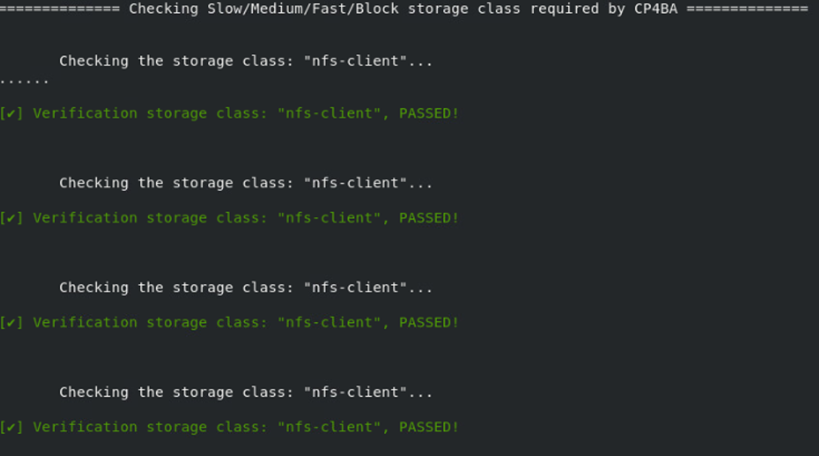 ============== Checking Slow/Medium/Fast/Block storage class required by CP4BA ==============
Checking the storage class: "nfs-client"...
......
[✔] Verification storage class: "nfs-client", PASSED!
Checking the storage class: "nfs-client"...
[✔] Verification storage class: "nfs-client", PASSED!
Checking the storage class: "nfs-client"...
[✔] Verification storage class: "nfs-client", PASSED!
Checking the storage class: "nfs-client"...
[✔] Verification storage class: "nfs-client", PASSED!